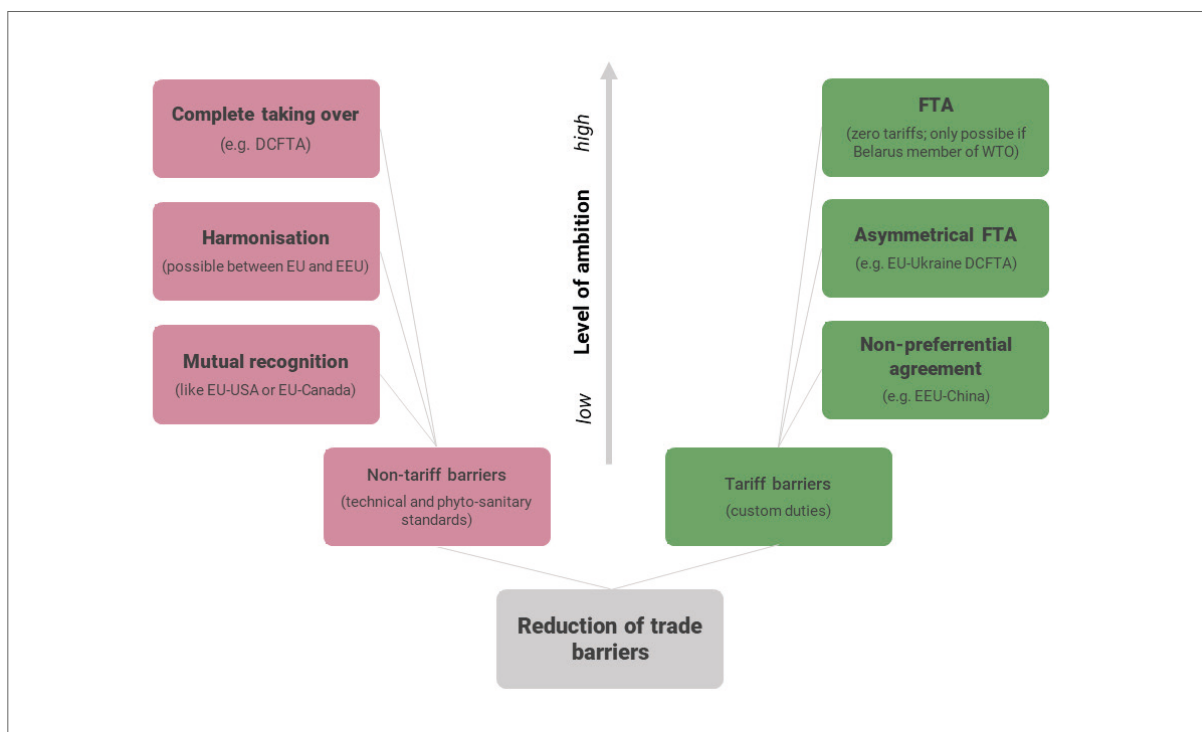 Complete taking over
(e.g. DCFTA)
Harmonisation
(possible between EU and EEU)
Mutual recognition
(like EU-USA or EU-Canada)
Non-tariff barriers
(technical and phyto-sanitary
standards)
high
Level of ambition
low
FTA
(zero tariffs; only possibe if
Belarus member of WTO)
Asymmetrical FTA
(e.g. EU-Ukraine DCFTA)
Non-preferrential
agreement
(e.g. EEU-China)
Tariff barriers
(custom duties)
Reduction of trade
barriers